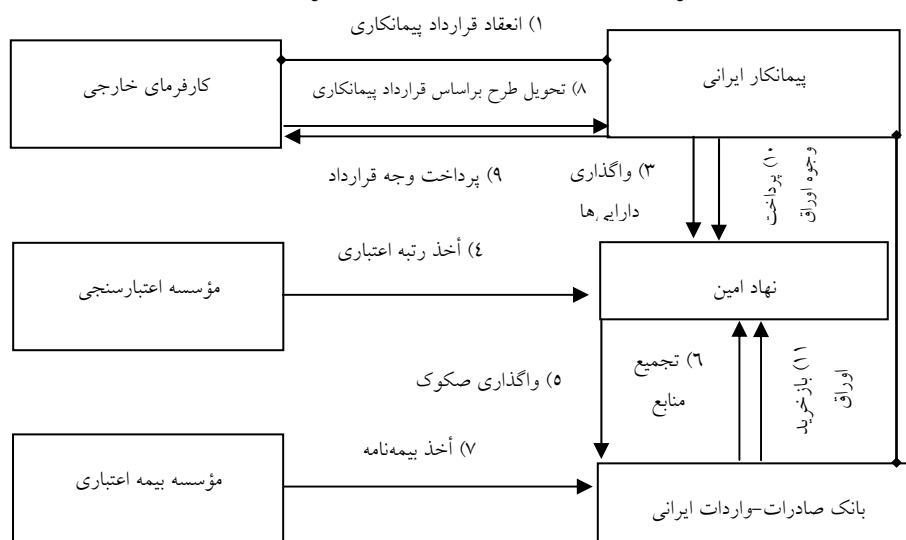 ۱) انعقاد قرارداد پیمانکاری
کارفرمای خارجی
پیمانکار ایرانی
۸) تحویل طرح براساس قرارداد پیمانکاری
۹) پرداخت وجه قرارداد
۳) واگذاری
دارایی‌ها
۱۰) پرداخت
وجوه اوراق
۴) أخذ رتبه اعتباری
مؤسسه اعتبارسنجی
نهاد امین
۵) واگذاری صکوک
۶) تجمیع
منابع
۱۱) بازخرید
اوراق
۷) أخذ بیمه‌نامه
مؤسسه بیمه اعتباری
بانک صادرات–واردات ایرانی